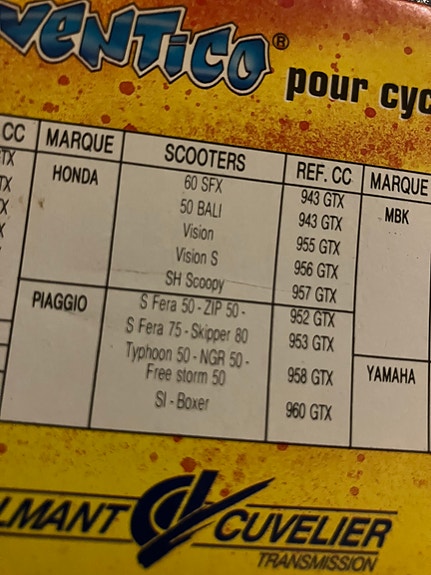 VENTICO®
pour cyc
CC MARQUE SCOOTERS REF. CC MARQUE
TX HONDA 60 SFX 943 GTX MBK
TX 50 BALI 943 GTX
X Vision 955 GTX
X Vision S 956 GTX
SH Scoopy 957 GTX
PIAGGIO S Fera 50 - ZIP 50 - 952 GTX
S Fera 75 - Skipper 80 953 GTX
Typhoon 50 - NGR 50 -
Free storm 50 958 GTX YAMAHA
SI - Boxer 960 GTX
LMANT CUVELIER
TRANSMISSION